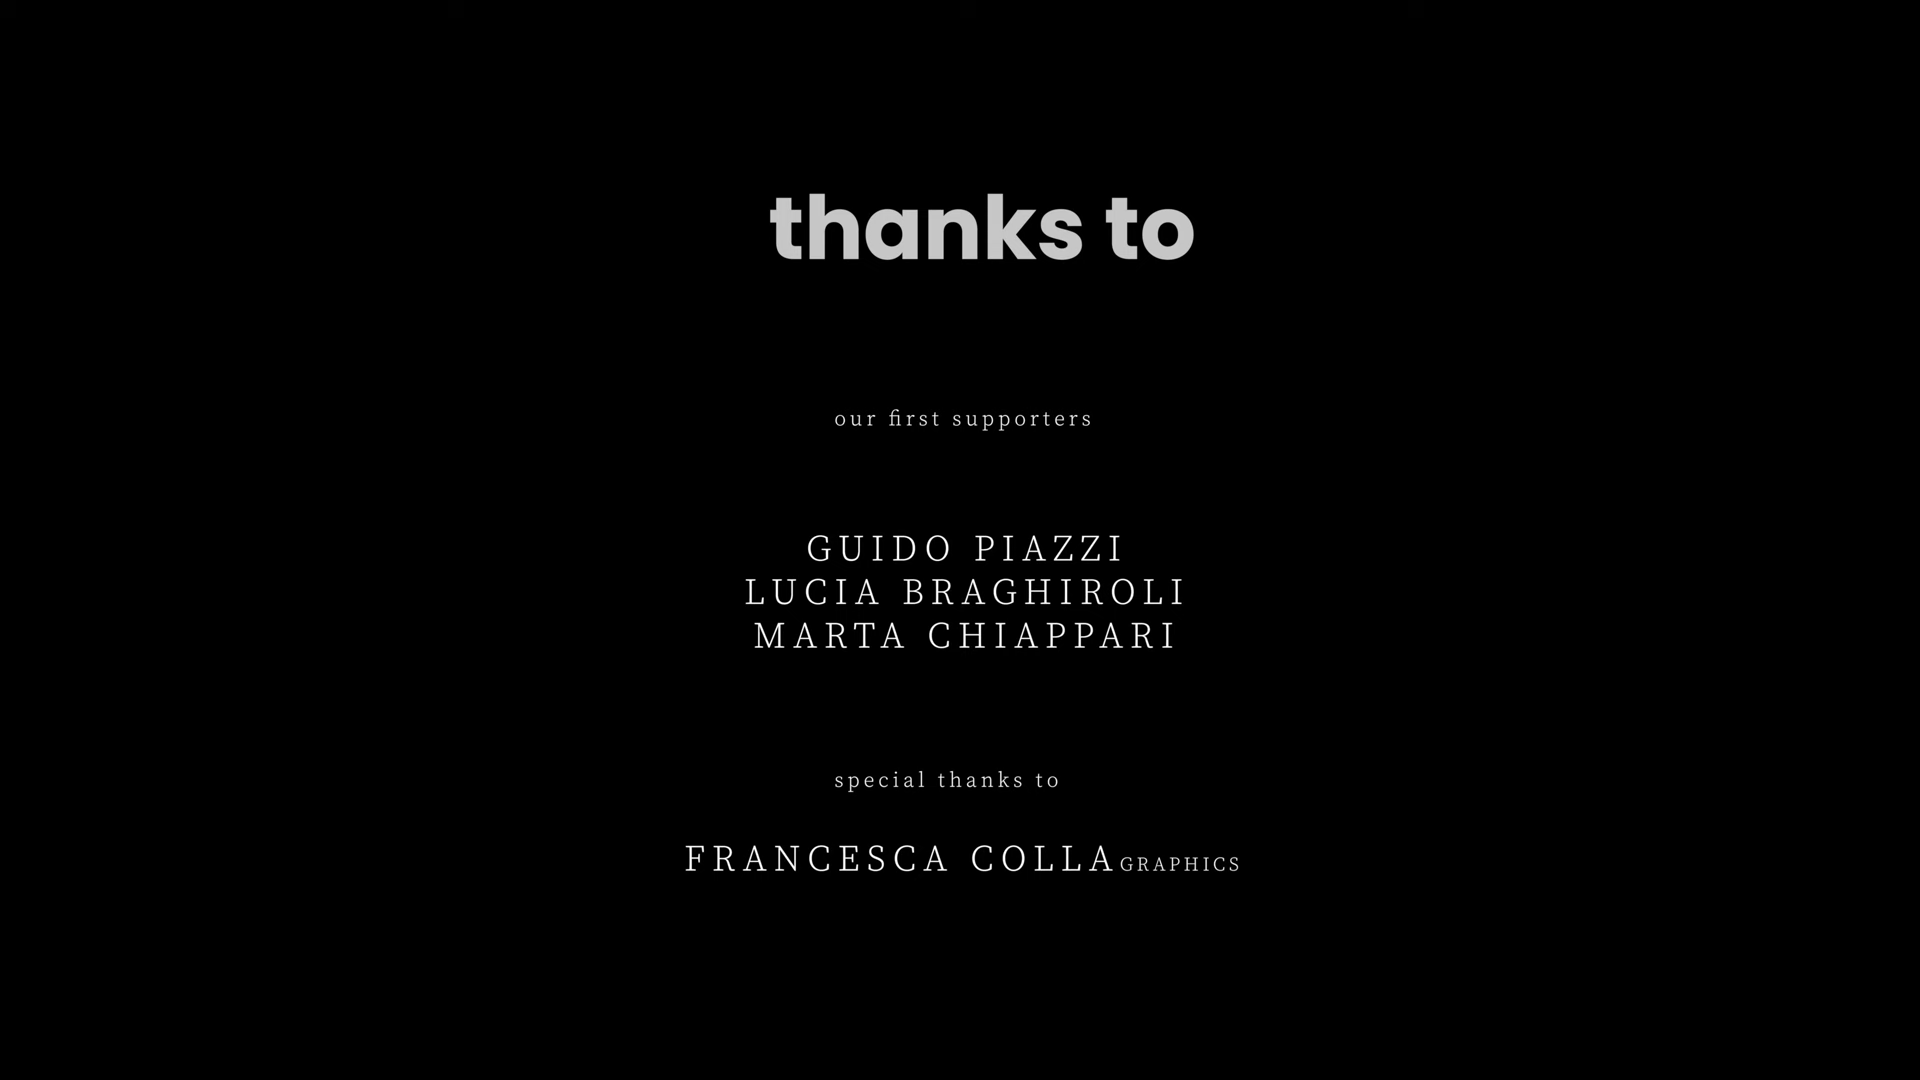 thanks to
our first supporters
GUIDO PIAZZI
LUCIA BRAGHIROLI
MARTA CHIAPPARI
special thanks to
FRANCESCA COLLA GRAPHICS